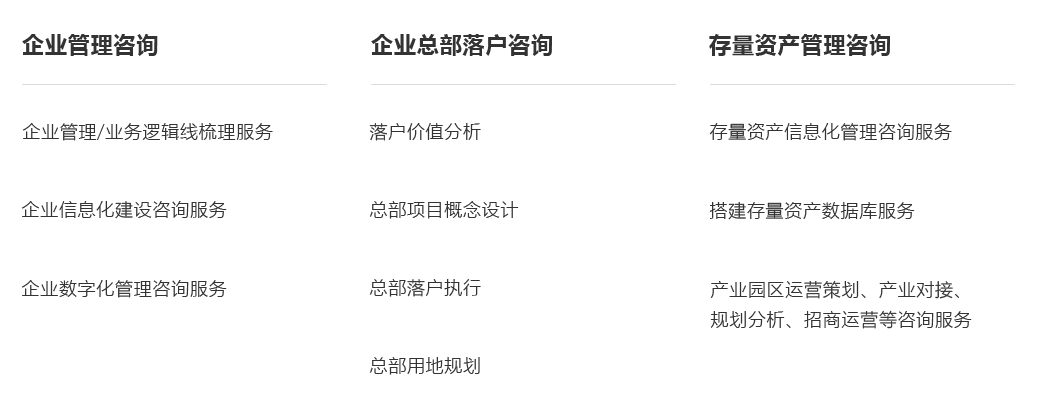 企业管理咨询
企业管理/业务逻辑线梳理服务
企业信息化建设咨询服务
企业数字化管理咨询服务
企业总部落户咨询
落户价值分析
总部项目概念设计
总部落户执行
总部用地规划
存量资产管理咨询
存量资产信息化管理咨询服务
搭建存量资产数据库服务
产业园区运营策划、产业对接、
规划分析、招商运营等咨询服务